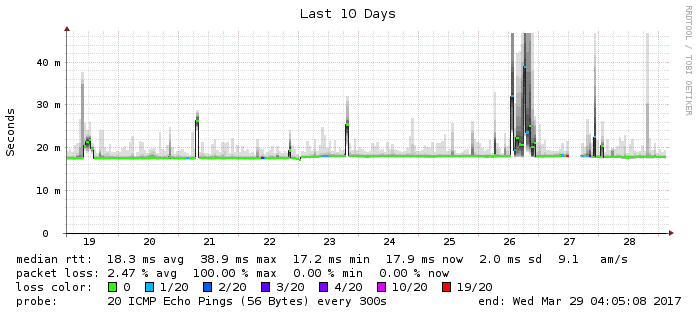 Last 10 Days
RRDTOOL / TOBI OETIKER
Seconds
40 m
30 m
20 m
10 m
0
19 20 21 22 23 24 25 26 27 28
median rtt: 18.3 ms avg 38.9 ms max 17.2 ms min 17.9 ms now 2.0 ms sd 9.1 am/s
packet loss: 2.47 % avg 100.00 % max 0.00 % min 0.00 % now
loss color: 0 1/20 2/20 3/20 4/20 10/20 19/20
probe: 20 ICMP Echo Pings (56 Bytes) every 300s end: Wed Mar 29 04:05:08 2017